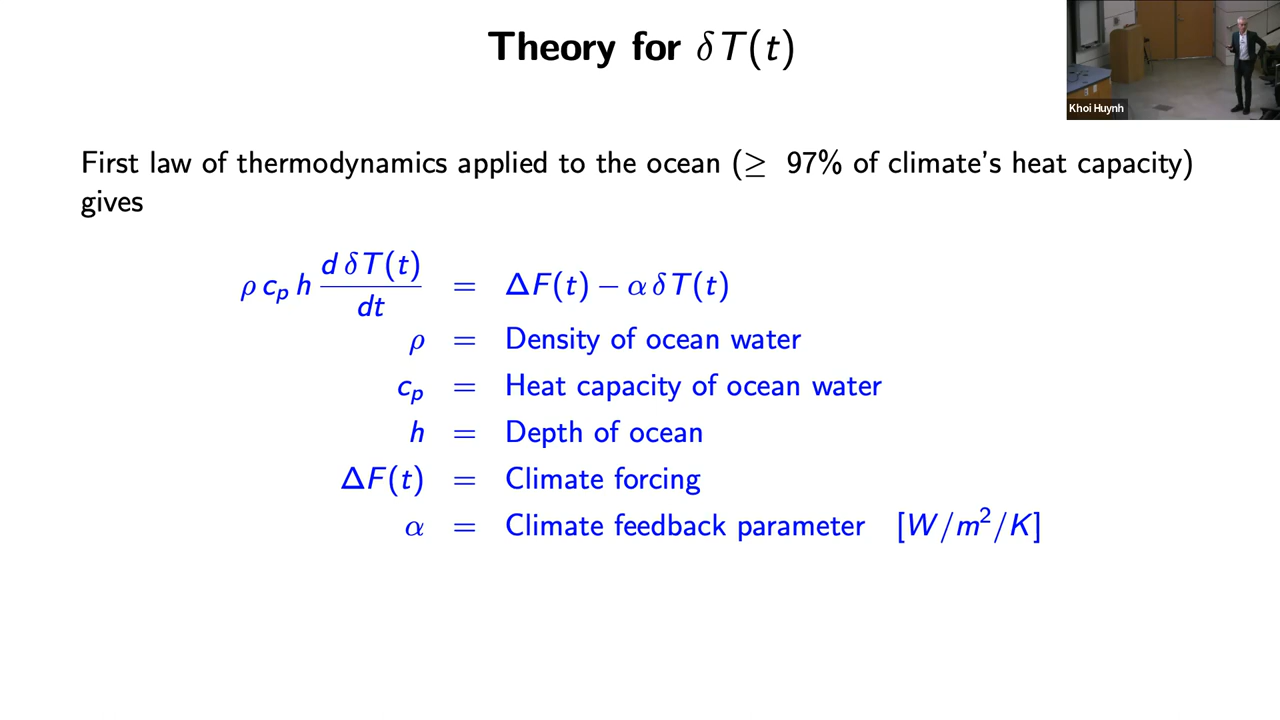 Theory for δT(t)
Khoi Huynh
First law of thermodynamics applied to the ocean (≥ 97% of climate's heat capacity)
gives
ρ c_p h d δT(t)/dt = ΔF(t) − α δT(t)
ρ = Density of ocean water
c_p = Heat capacity of ocean water
h = Depth of ocean
ΔF(t) = Climate forcing
α = Climate feedback parameter [W/m²/K]